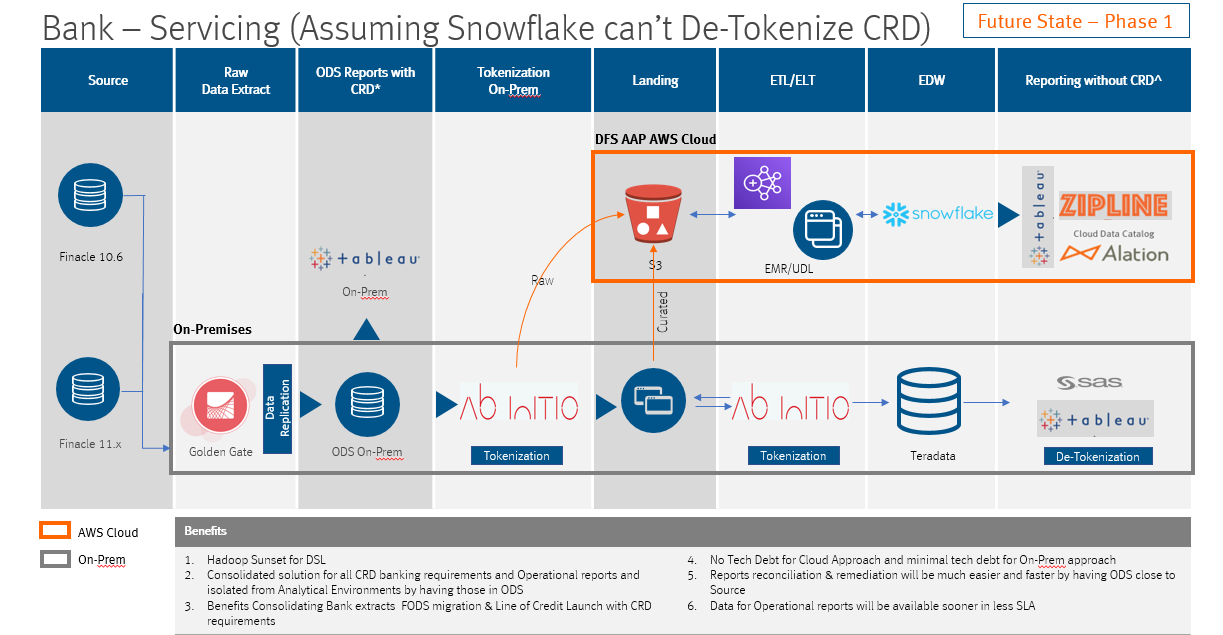 Bank – Servicing (Assuming Snowflake can’t De-Tokenize CRD)
Future State – Phase 1
Source
Raw
Data Extract
ODS Reports with
CRD*
Tokenization
On-Prem
Landing
ETL/ELT
EDW
Reporting without CRD^
DFS AAP AWS Cloud
Finacle 10.6
tableau
On-Prem
Raw
S3
Curated
EMR/UDL
snowflake
tableau
ZIPLINE
Cloud Data Catalog
Alation
On-Premises
Finacle 11.x
Golden Gate
Data
Replication
ODS On-Prem
Ab INITIO
Tokenization
Ab INITIO
Tokenization
Teradata
sas
tableau
De-Tokenization
AWS Cloud
On-Prem
Benefits
1. Hadoop Sunset for DSL
2. Consolidated solution for all CRD banking requirements and Operational reports and
isolated from Analytical Environments by having those in ODS
3. Benefits Consolidating Bank extracts FODS migration & Line of Credit Launch with CRD
requirements
4. No Tech Debt for Cloud Approach and minimal tech debt for On-Prem approach
5. Reports reconciliation & remediation will be much easier and faster by having ODS close to
Source
6. Data for Operational reports will be available sooner in less SLA